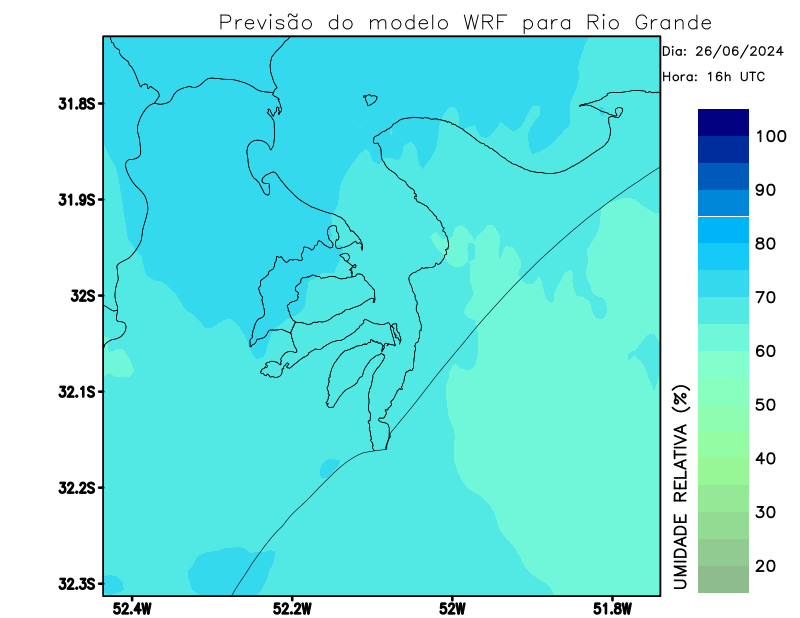 Previsão do modelo WRF para Rio Grande
Dia: 26/06/2024
Hora: 16h UTC
31.8S
31.9S
32S
32.1S
32.2S
32.3S
52.4W
52.2W
52W
51.8W
100
90
80
70
60
50
40
30
20
UMIDADE RELATIVA (%)